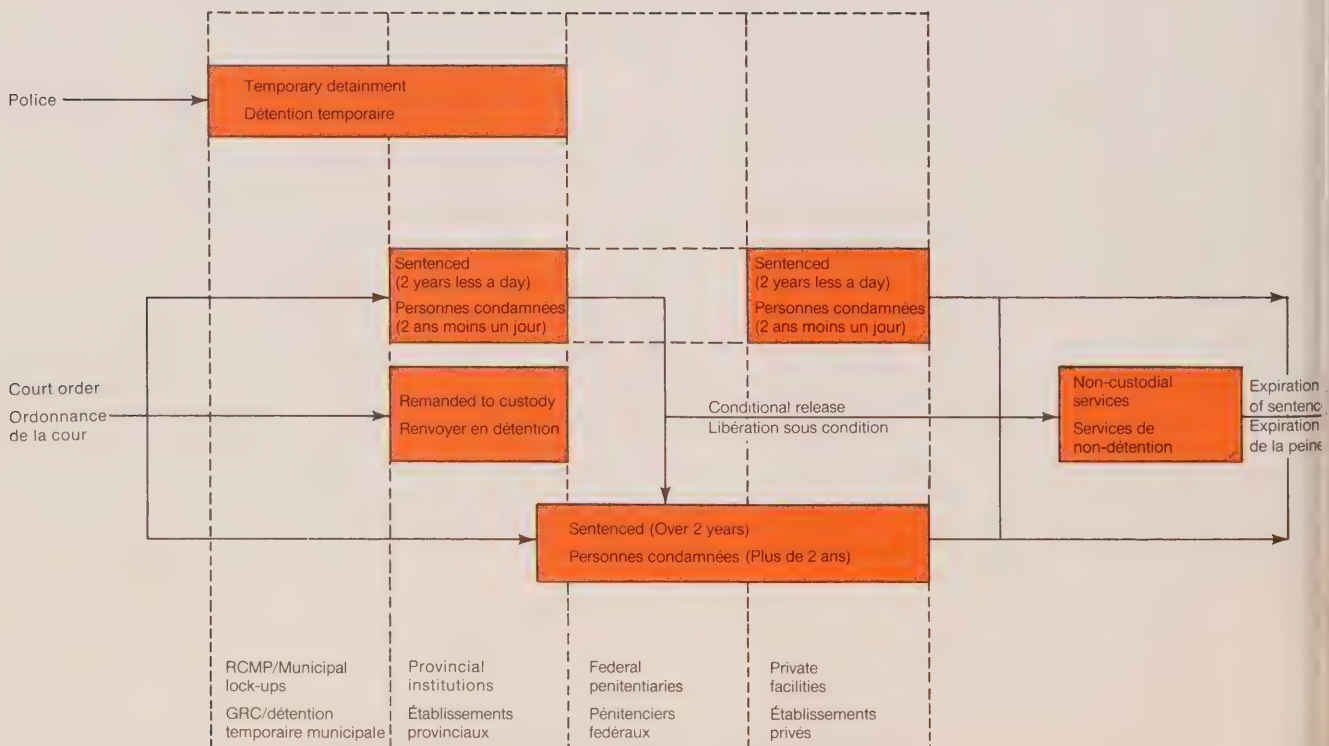 Police
Temporary detainment
Détention temporaire
Sentenced
(2 years less a day)
Personnes condamnées
(2 ans moins un jour)
Sentenced
(2 years less a day)
Personnes condamnées
(2 ans moins un jour)
Court order
Ordonnance
de la cour
Remanded to custody
Renvoyer en détention
Conditional release
Libération sous condition
Non-custodial
services
Services de
non-détention
Expiration
of sentenc
Expiration
de la peine
Sentenced (Over 2 years)
Personnes condamnées (Plus de 2 ans)
RCMP/Municipal
lock-ups
GRC/détention
temporaire municipale
Provincial
institutions
Établissements
provinciaux
Federal
penitentiaries
Pénitenciers
fedéraux
Private
facilities
Établissements
privés